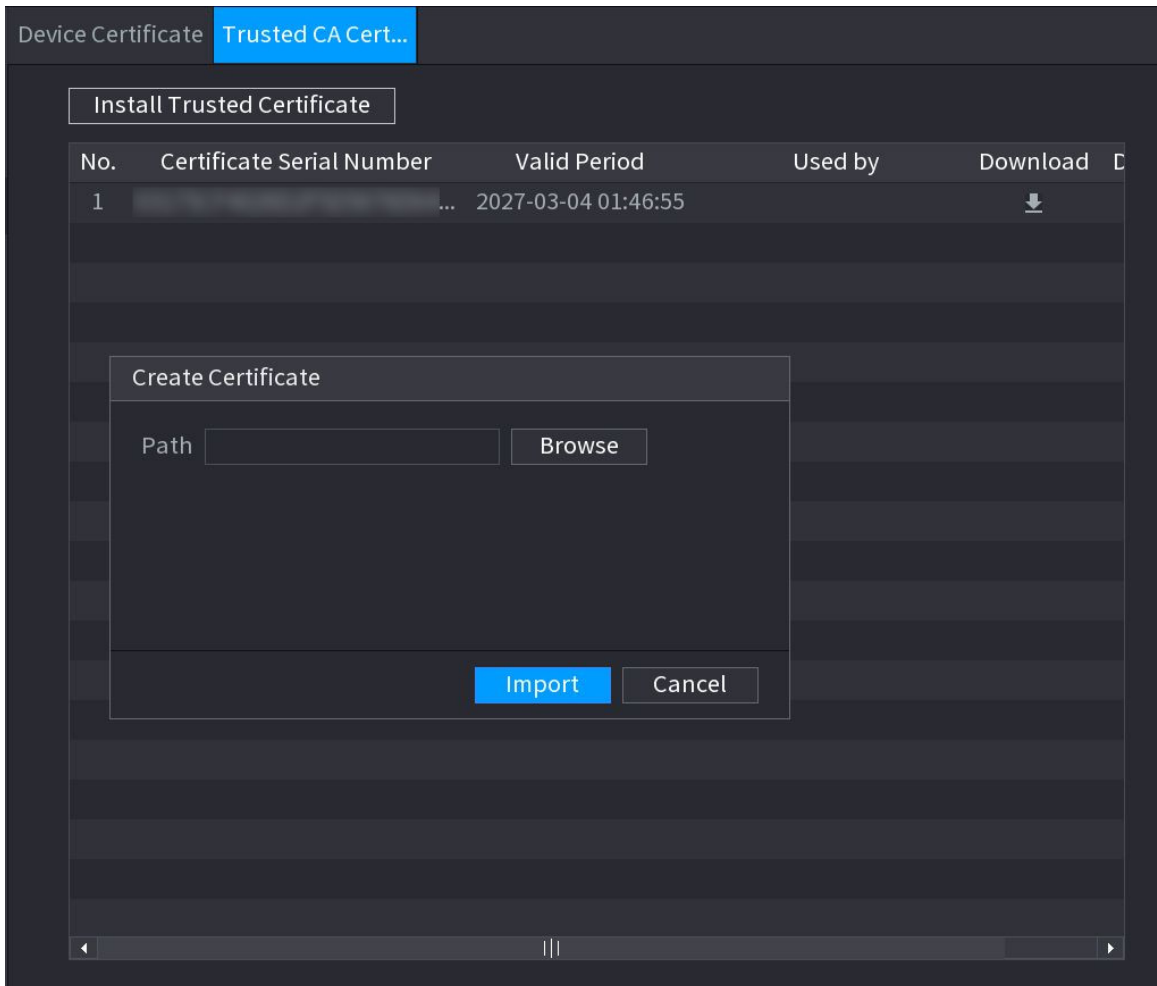 Device Certificate Trusted CA Cert...
Install Trusted Certificate
No. Certificate Serial Number Valid Period Used by Download D
1 ... 2027-03-04 01:46:55
Create Certificate
Path Browse
Import Cancel